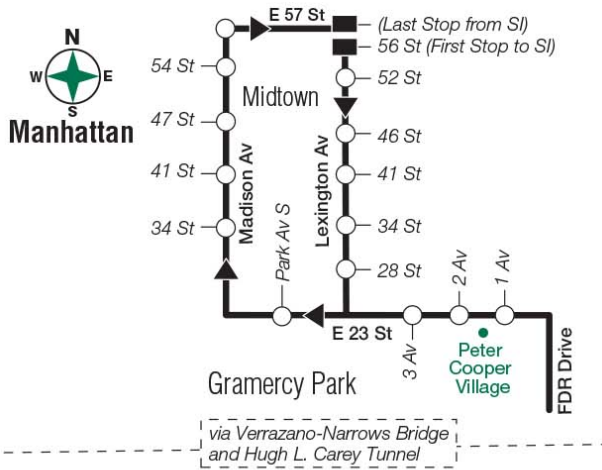 E 57 St
(Last Stop from SI)
56 St (First Stop to SI)
N
W
E
S
Manhattan
54 St
52 St
Midtown
47 St
46 St
Madison Av
Lexington Av
41 St
41 St
34 St
Park Av S
34 St
28 St
2 Av
1 Av
E 23 St
3 Av
Peter
Cooper
Village
FDR Drive
Gramercy Park
via Verrazano-Narrows Bridge
and Hugh L. Carey Tunnel